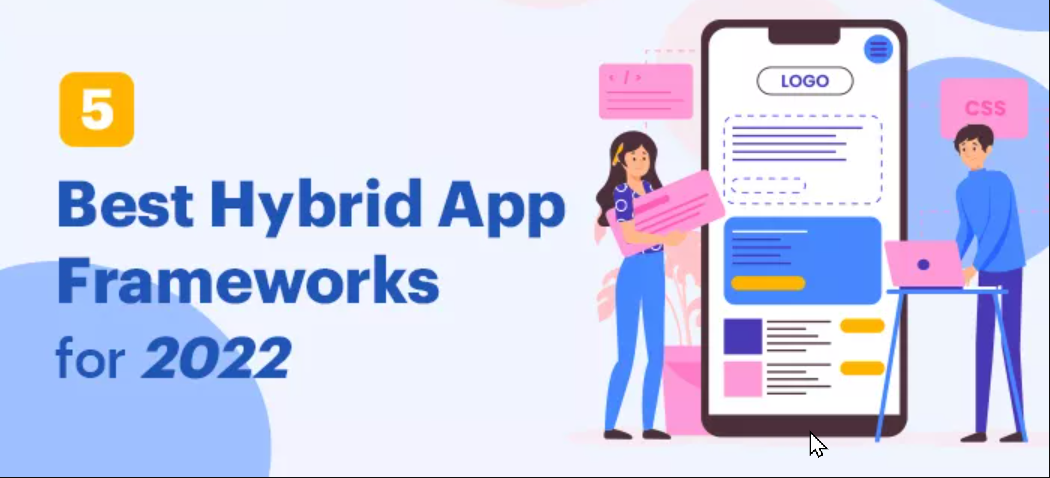 5
Best Hybrid App
Frameworks
for 2022
</>
LOGO
CSS